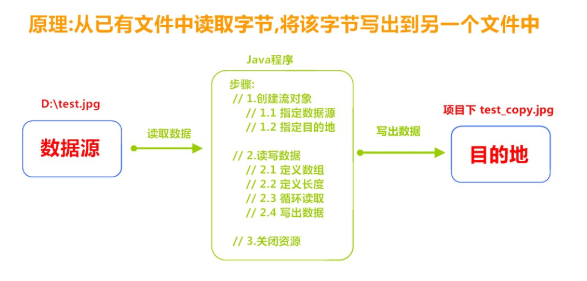 原理:从已有文件中读取字节,将该字节写出到另一个文件中
Java程序
D:\test.jpg
数据源
读取数据
步骤:
// 1.创建流对象
// 1.1 指定数据源
// 1.2 指定目的地
// 2.读写数据
// 2.1 定义数组
// 2.2 定义长度
// 2.3 循环读取
// 2.4 写出数据
// 3.关闭资源
写出数据
项目下 test_copy.jpg
目的地